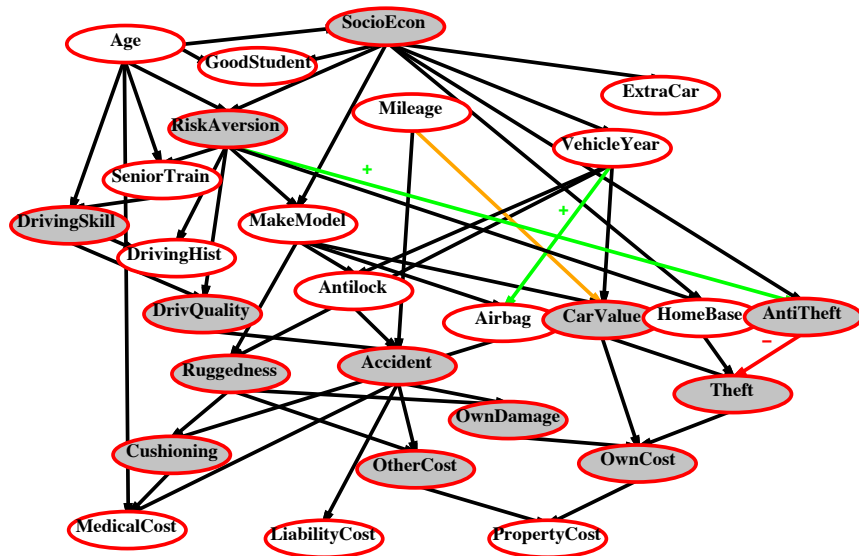 SocioEcon
Age
GoodStudent
ExtraCar
Mileage
RiskAversion
VehicleYear
+
SeniorTrain
+
DrivingSkill
MakeModel
DrivingHist
Antilock
DrivQuality
Airbag
CarValue
HomeBase
AntiTheft
−
Ruggedness
Accident
Theft
OwnDamage
Cushioning
OtherCost
OwnCost
MedicalCost
LiabilityCost
PropertyCost